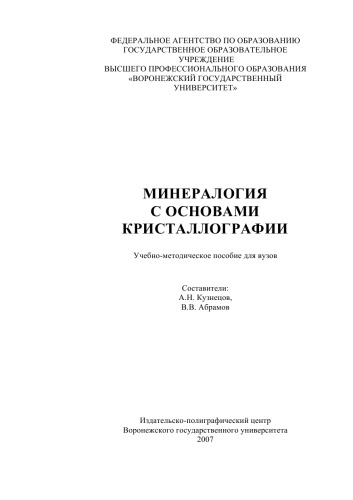 ФЕДЕРАЛЬНОЕ АГЕНТСТВО ПО ОБРАЗОВАНИЮ
ГОСУДАРСТВЕННОЕ ОБРАЗОВАТЕЛЬНОЕ
УЧРЕЖДЕНИЕ
ВЫСШЕГО ПРОФЕССИОНАЛЬНОГО ОБРАЗОВАНИЯ
«ВОРОНЕЖСКИЙ ГОСУДАРСТВЕННЫЙ
УНИВЕРСИТЕТ»
МИНЕРАЛОГИЯ
С ОСНОВАМИ
КРИСТАЛЛОГРАФИИ
Учебно-методическое пособие для вузов
Составители:
А.Н. Кузнецов,
В.В. Абрамов
Издательско-полиграфический центр
Воронежского государственного университета
2007